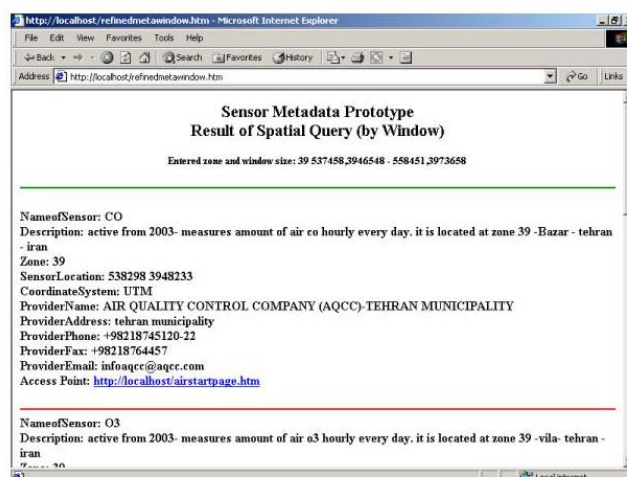 http://localhost/refinedmetawindow.htm - Microsoft Internet Explorer
File Edit View Favorites Tools Help
Back Search Favorites History
Address http://localhost/refinedmetawindow.htm Go Links
Sensor Metadata Prototype
Result of Spatial Query (by Window)
Entered zone and window size: 39 537458,3946548 - 558451,3973658
NameofSensor: CO
Description: active from 2003- measures amount of air co hourly every day. it is located at zone 39 -Bazar - tehran
- iran
Zone: 39
SensorLocation: 538298 3948233
CoordinateSystem: UTM
ProviderName: AIR QUALITY CONTROL COMPANY (AQCC)-TEHRAN MUNICIPALITY
ProviderAddress: tehran municipality
ProviderPhone: +98218745120-22
ProviderFax: +98218764457
ProviderEmail: infoaqcc@aqcc.com
Access Point: http://localhost/airstartpage.htm
NameofSensor: O3
Description: active from 2003- measures amount of air o3 hourly every day. it is located at zone 39 -vila- tehran -
iran
Zone: 39
Local intranet